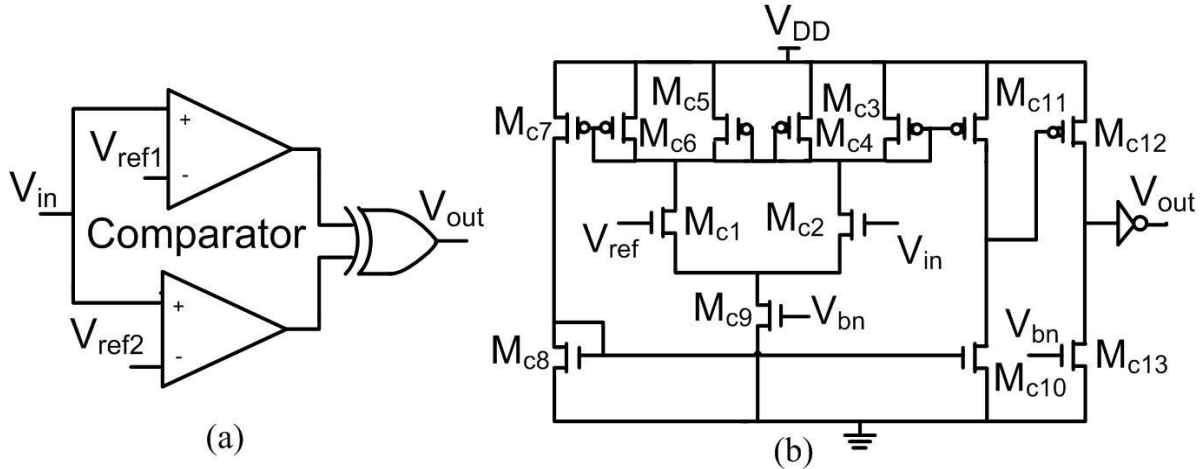 +
V_ref1
-
V_in
Comparator
V_out
+
V_ref2
-
(a)
V_DD
M_c7
M_c6
M_c5
M_c4
M_c3
M_c11
M_c12
V_ref
M_c1
M_c2
V_in
V_out
M_c9
V_bn
M_c8
M_c10
V_bn
M_c13
(b)